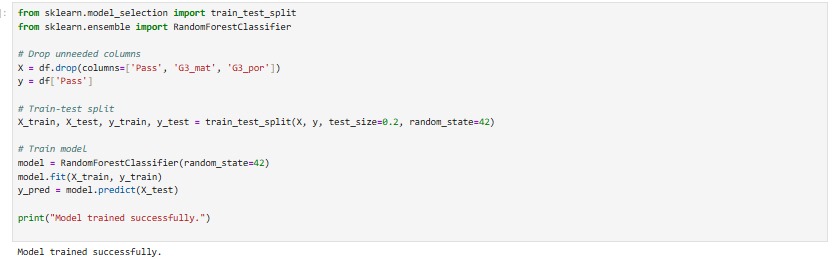 ]:
from sklearn.model_selection import train_test_split
from sklearn.ensemble import RandomForestClassifier
# Drop unneeded columns
X = df.drop(columns=['Pass', 'G3_mat', 'G3_por'])
y = df['Pass']
# Train-test split
X_train, X_test, y_train, y_test = train_test_split(X, y, test_size=0.2, random_state=42)
# Train model
model = RandomForestClassifier(random_state=42)
model.fit(X_train, y_train)
y_pred = model.predict(X_test)
print("Model trained successfully.")
Model trained successfully.